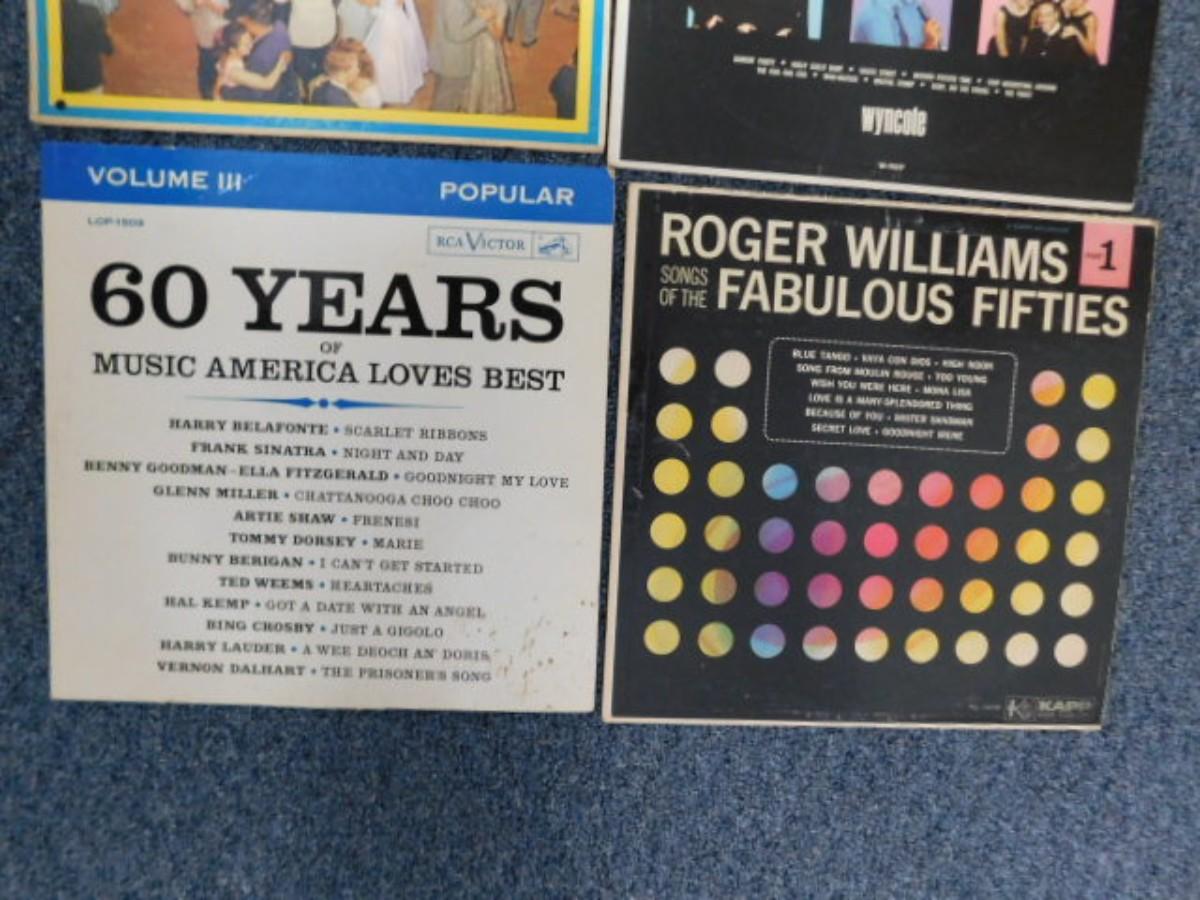 wyncote
VOLUME III
POPULAR
LOP-1509
RCA VICTOR
60 YEARS
OF
MUSIC AMERICA LOVES BEST
HARRY BELAFONTE • SCARLET RIBBONS
FRANK SINATRA • NIGHT AND DAY
BENNY GOODMAN - ELLA FITZGERALD • GOODNIGHT MY LOVE
GLENN MILLER • CHATTANOOGA CHOO CHOO
ARTIE SHAW • FRENESI
TOMMY DORSEY • MARIE
BUNNY BERIGAN • I CAN'T GET STARTED
TED WEEMS • HEARTACHES
HAL KEMP • GOT A DATE WITH AN ANGEL
BING CROSBY • JUST A GIGOLO
HARRY LAUDER • A WEE DEOCH AN' DORIS
VERNON DALHART • THE PRISONER'S SONG
ROGER WILLIAMS
PART 1
SONGS OF THE FABULOUS FIFTIES
BLUE TANGO • VAYA CON DIOS • HIGH NOON
SONG FROM MOULIN ROUGE • TOO YOUNG
WISH YOU WERE HERE • MONA LISA
LOVE IS A MANY-SPLENDORED THING
BECAUSE OF YOU • MISTER SANDMAN
SECRET LOVE • GOODNIGHT IRENE
K KAPP